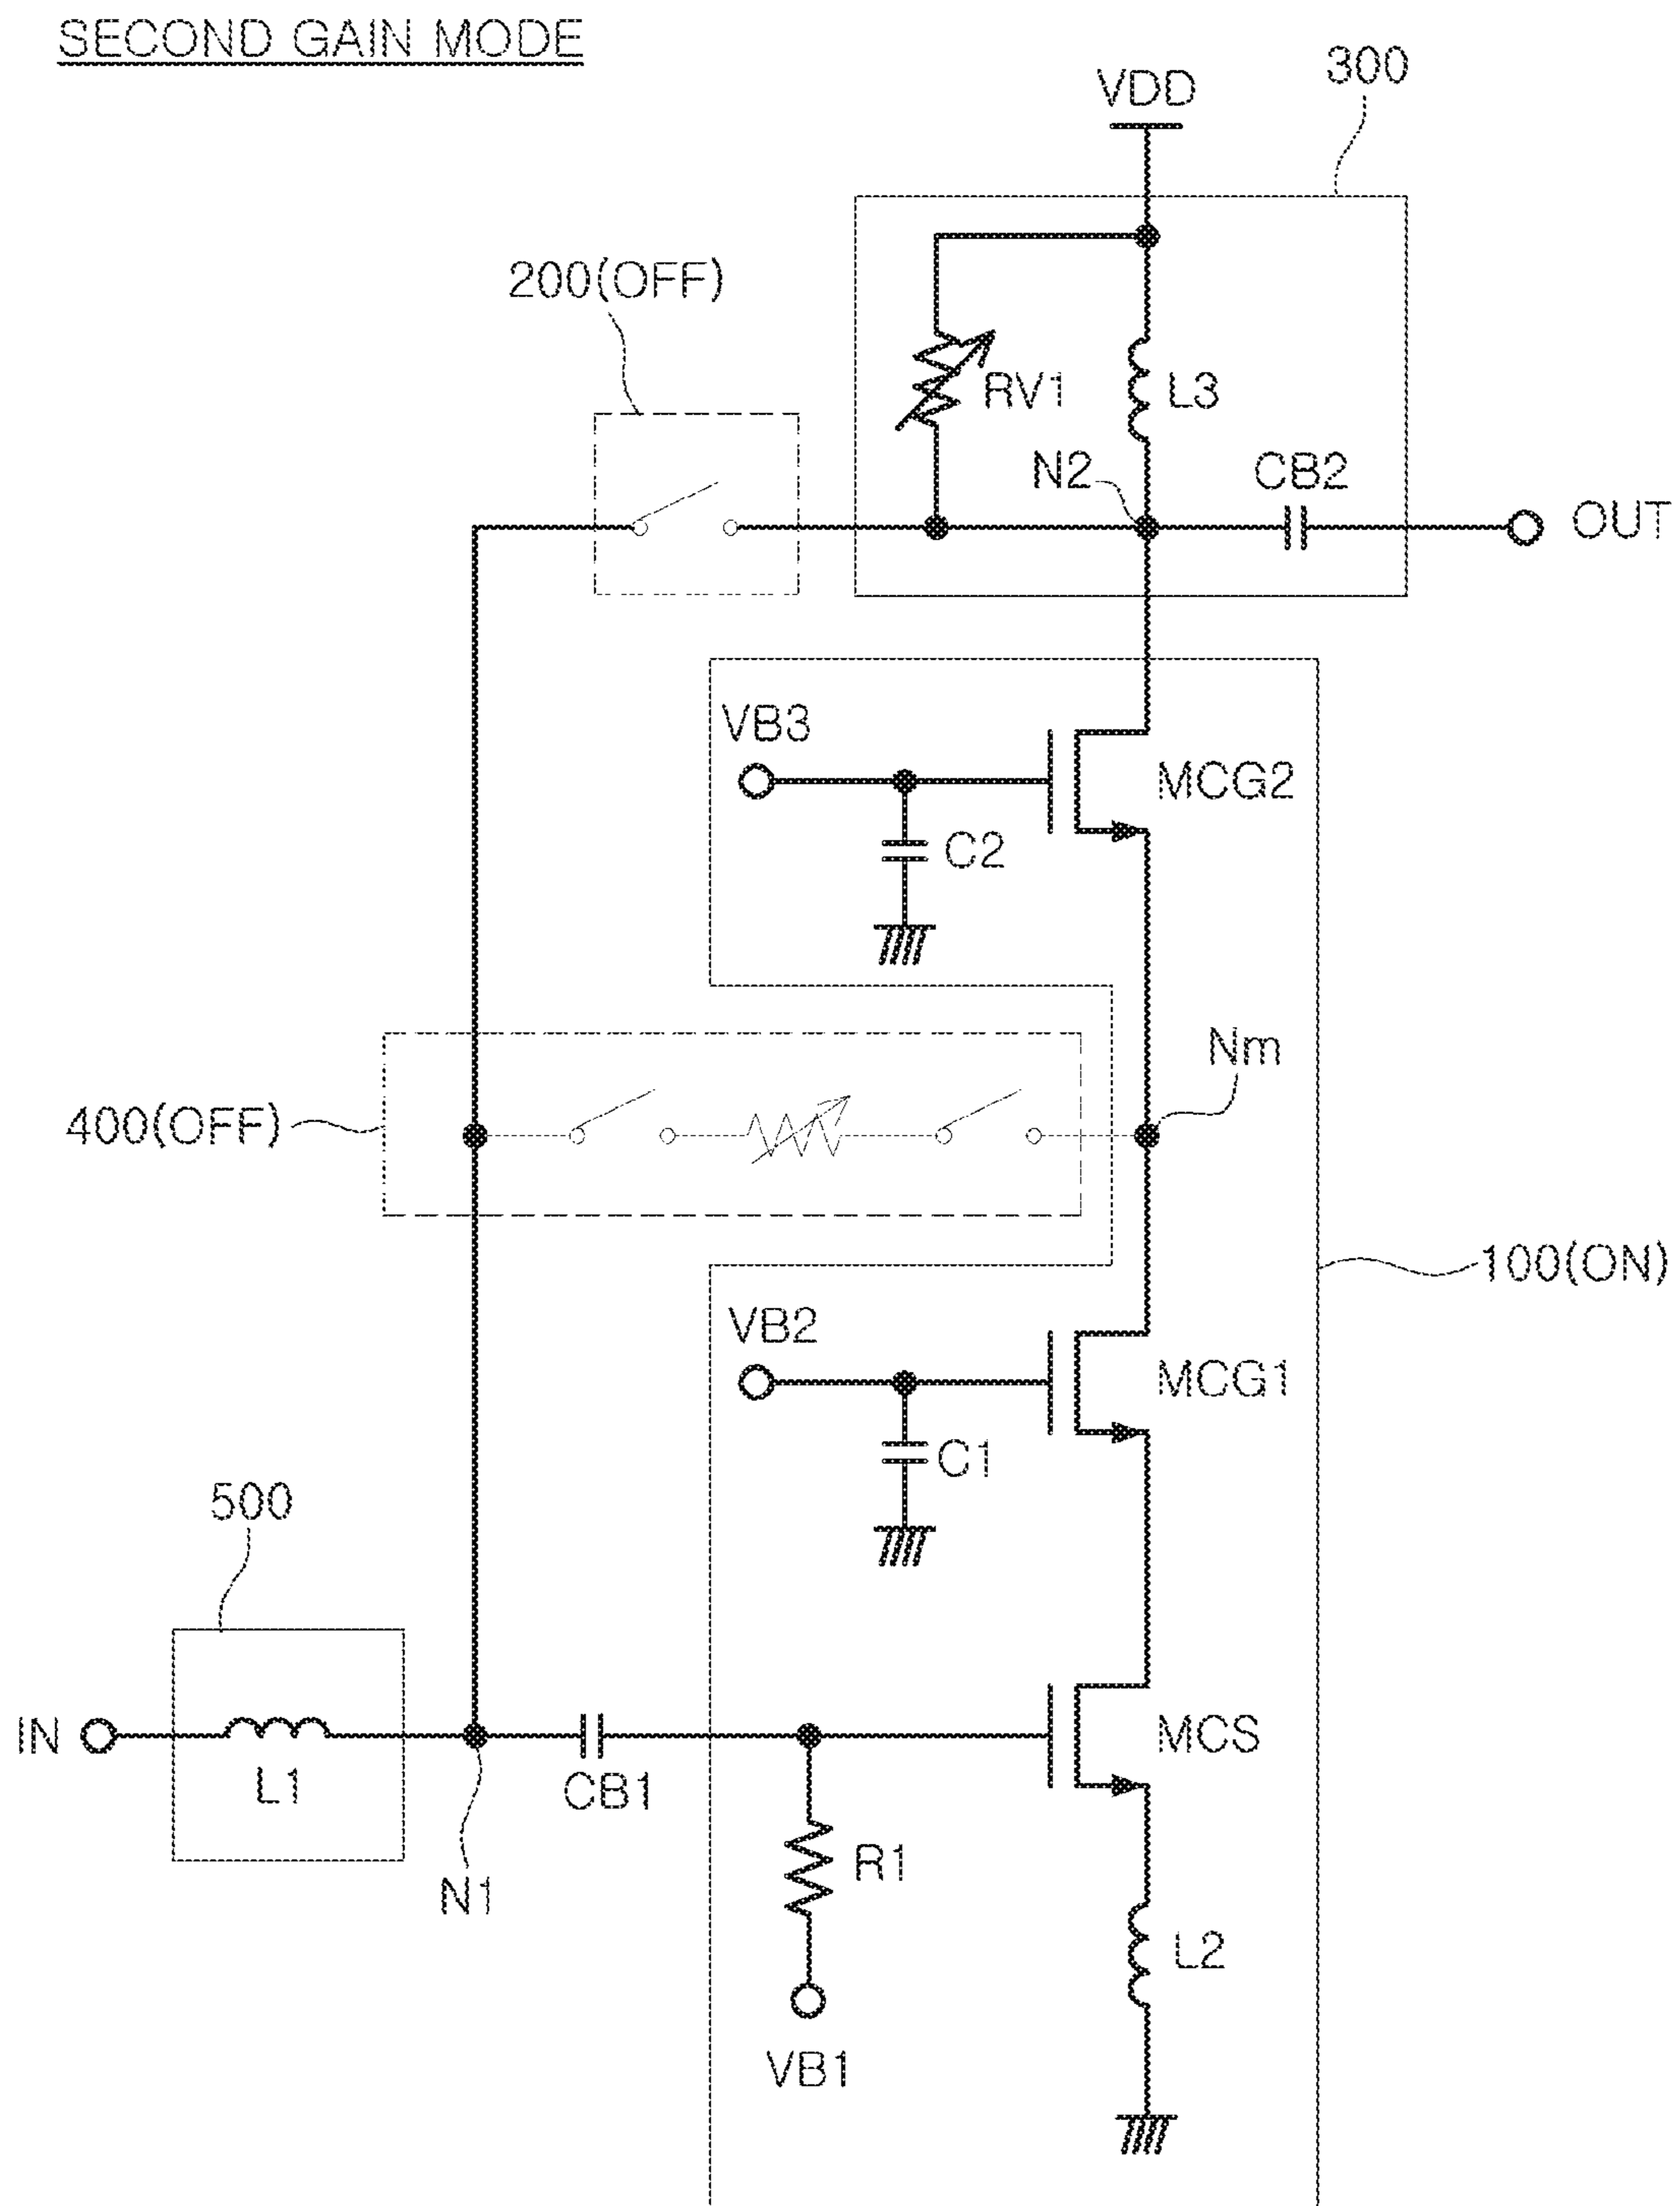 SECOND GAIN MODE
300
VDD
200(OFF)
RV1
L3
N2
CB2
OUT
VB3
MCG2
C2
Nm
400(OFF)
100(ON)
VB2
MCG1
C1
500
IN
L1
CB1
MCS
R1
N1
L2
VB1